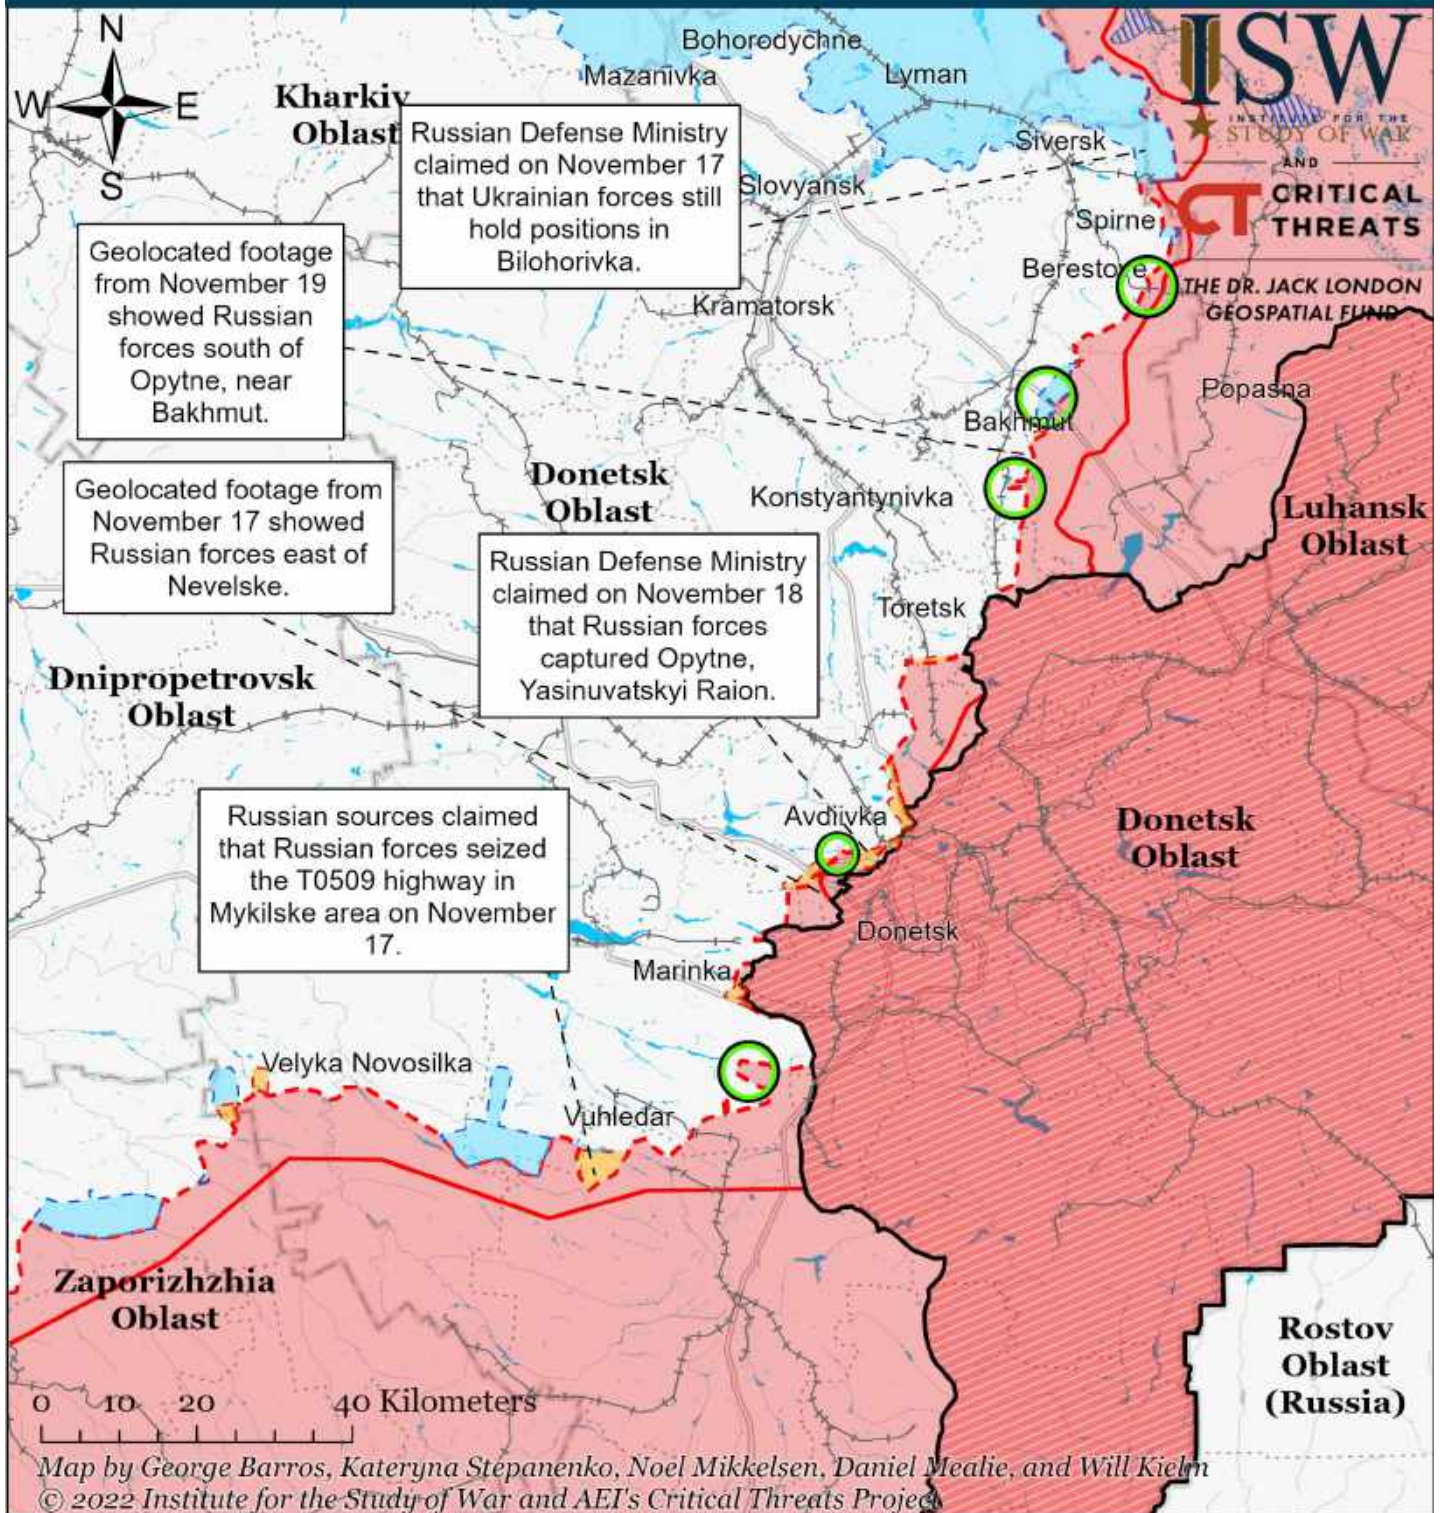 N
W
E
S
Kharkiv
Oblast
Bohorodychne
Mazanivka
Lyman
ISW
INSTITUTE FOR THE
STUDY OF WAR
AND
CT CRITICAL
THREATS
THE DR. JACK LONDON
GEOSPATIAL FUND
Russian Defense Ministry
claimed on November 17
that Ukrainian forces still
hold positions in
Bilohorivka.
Siversk
Slovyansk
Spirne
Berestove
Kramatorsk
Geolocated footage
from November 19
showed Russian
forces south of
Opytne, near
Bakhmut.
Popasna
Bakhmut
Donetsk
Oblast
Konstyantynivka
Luhansk
Oblast
Geolocated footage from
November 17 showed
Russian forces east of
Nevelske.
Russian Defense Ministry
claimed on November 18
that Russian forces
captured Opytne,
Yasinuvatskyi Raion.
Toretsk
Dnipropetrovsk
Oblast
Avdiivka
Donetsk
Oblast
Russian sources claimed
that Russian forces seized
the T0509 highway in
Mykilske area on November
17.
Donetsk
Marinka
Velyka Novosilka
Vuhledar
Zaporizhzhia
Oblast
Rostov
Oblast
(Russia)
0 10 20 40 Kilometers
Map by George Barros, Kateryna Stepanenko, Noel Mikkelsen, Daniel Mealie, and Will Kielm
© 2022 Institute for the Study of War and AEI's Critical Threats Project